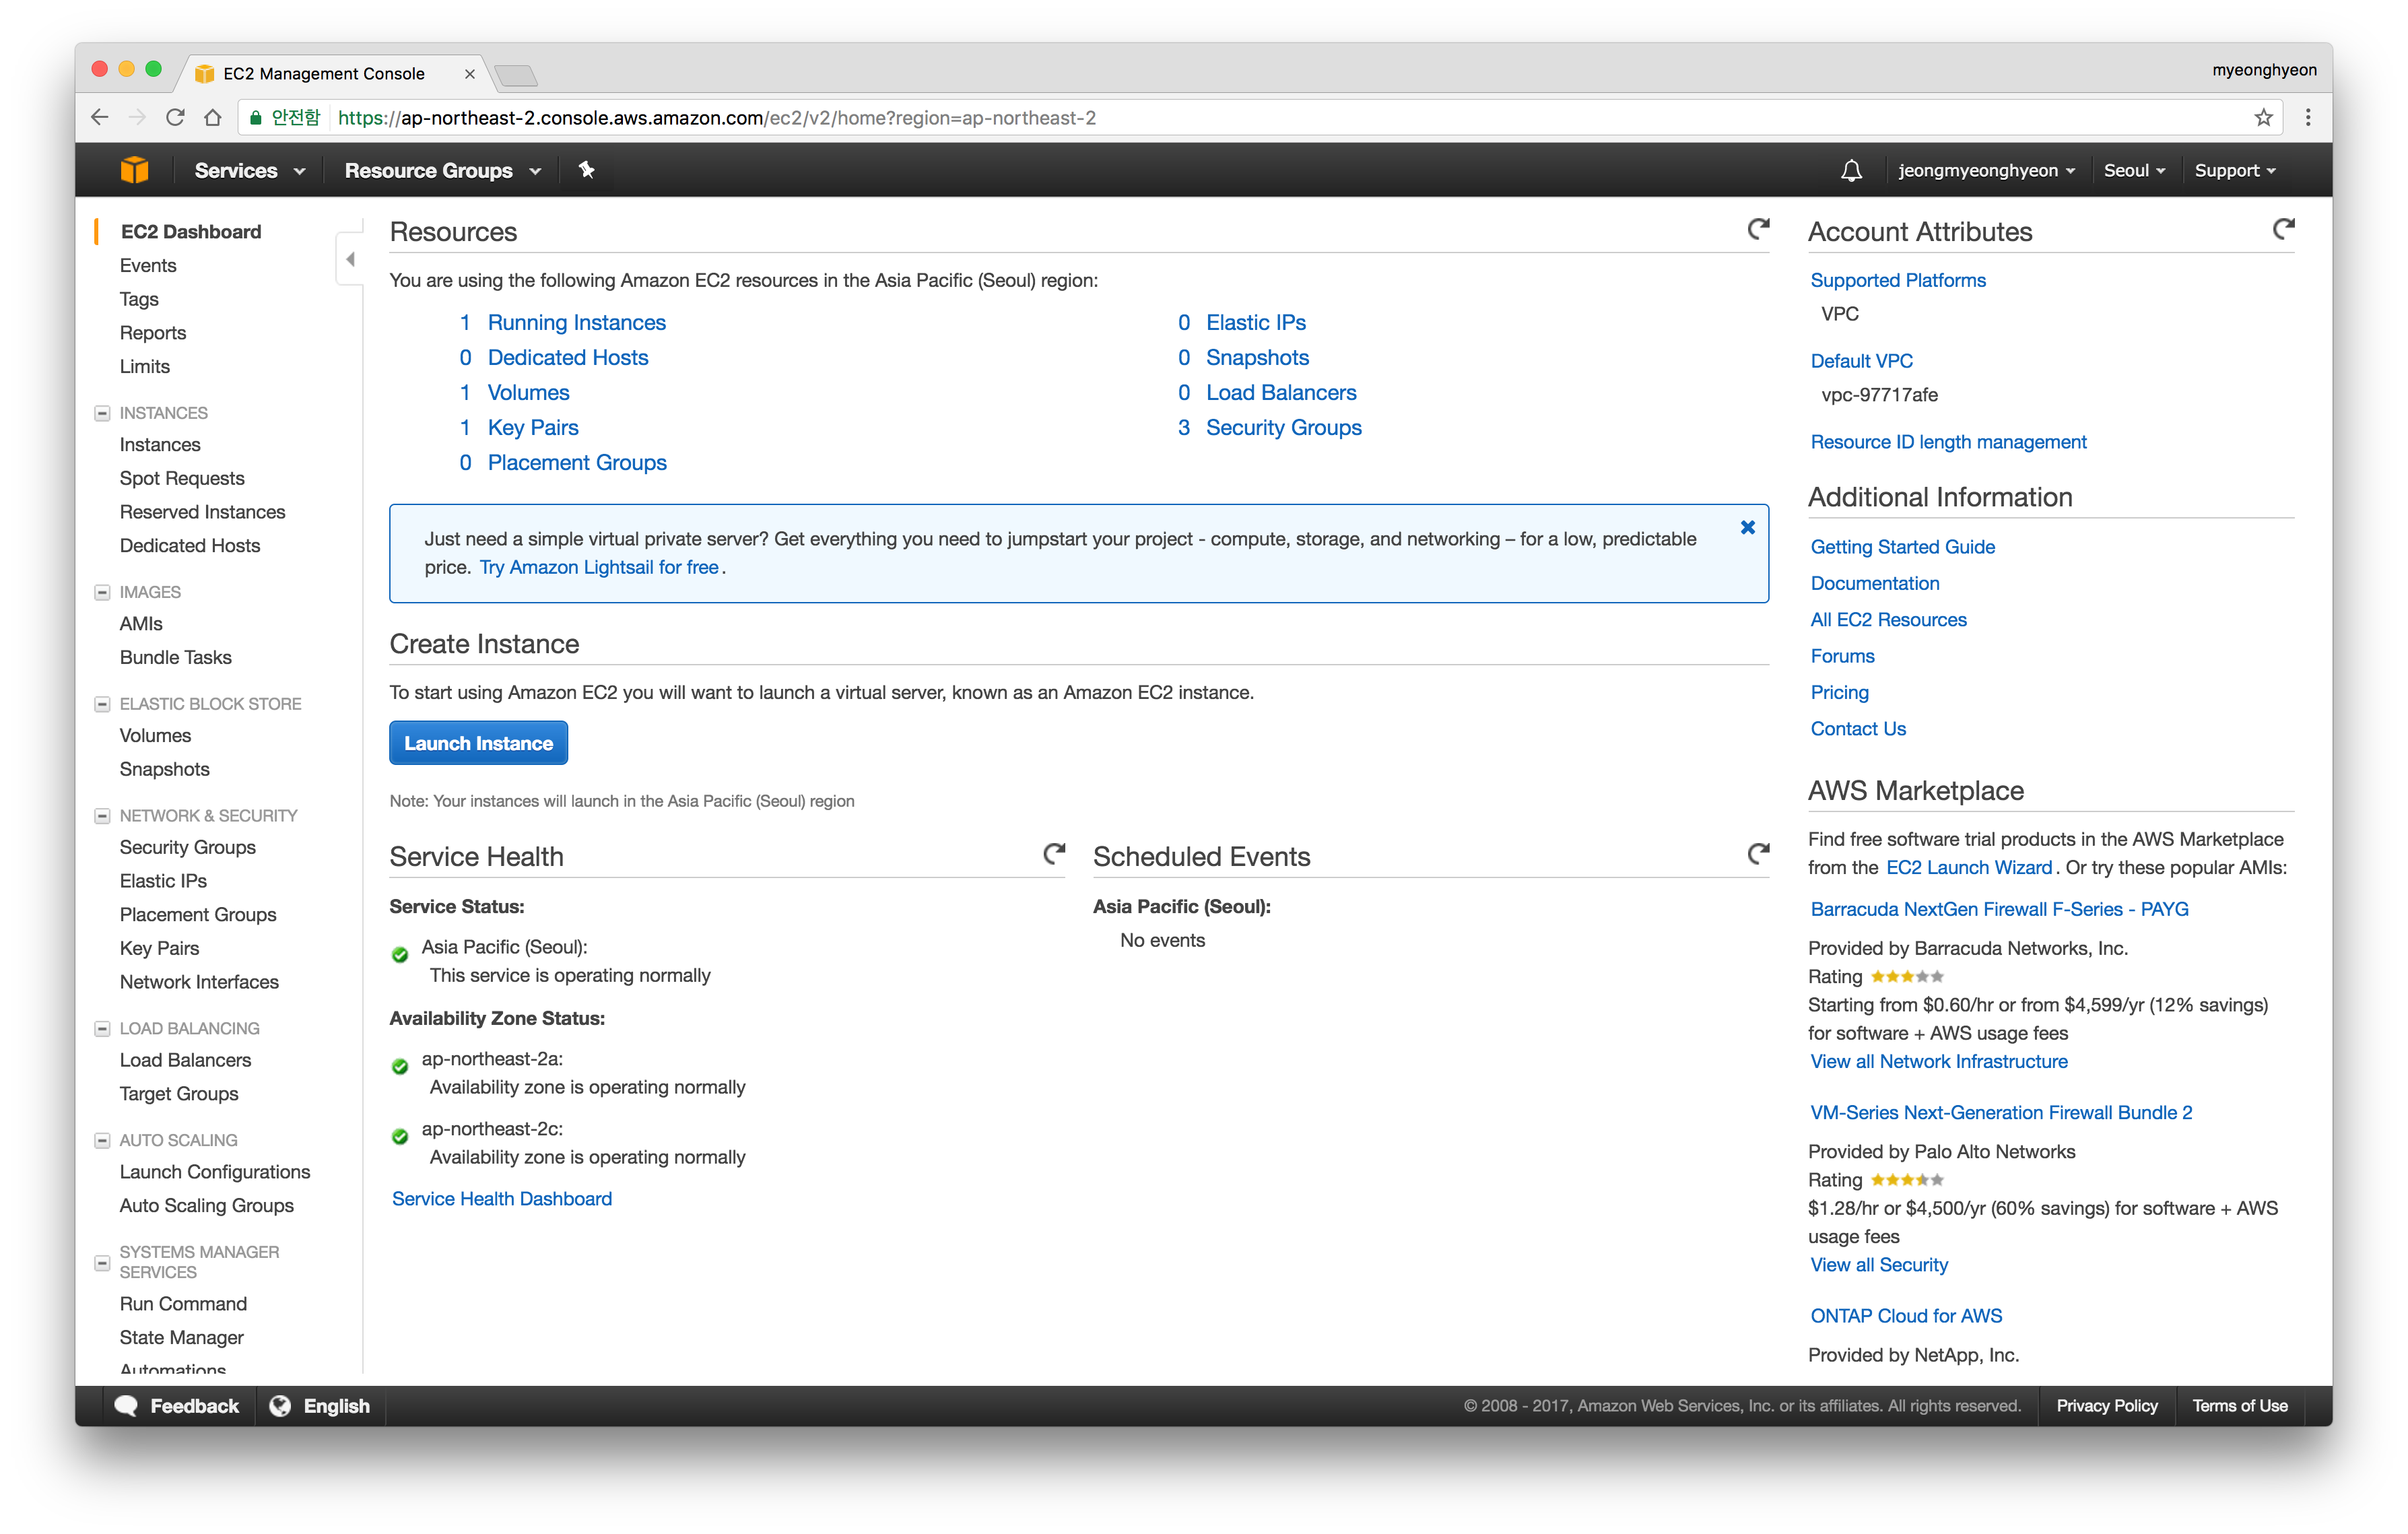 EC2 Management Console
myeonghyeon
안전함 https://ap-northeast-2.console.aws.amazon.com/ec2/v2/home?region=ap-northeast-2
Services
Resource Groups
jeongmyeonghyeon
Seoul
Support
EC2 Dashboard
Events
Tags
Reports
Limits
INSTANCES
Instances
Spot Requests
Reserved Instances
Dedicated Hosts
IMAGES
AMIs
Bundle Tasks
ELASTIC BLOCK STORE
Volumes
Snapshots
NETWORK & SECURITY
Security Groups
Elastic IPs
Placement Groups
Key Pairs
Network Interfaces
LOAD BALANCING
Load Balancers
Target Groups
AUTO SCALING
Launch Configurations
Auto Scaling Groups
SYSTEMS MANAGER
SERVICES
Run Command
State Manager
Automations
Resources
You are using the following Amazon EC2 resources in the Asia Pacific (Seoul) region:
1 Running Instances
0 Dedicated Hosts
1 Volumes
1 Key Pairs
0 Placement Groups
0 Elastic IPs
0 Snapshots
0 Load Balancers
3 Security Groups
Just need a simple virtual private server? Get everything you need to jumpstart your project - compute, storage, and networking – for a low, predictable
price. Try Amazon Lightsail for free.
Create Instance
To start using Amazon EC2 you will want to launch a virtual server, known as an Amazon EC2 instance.
Launch Instance
Note: Your instances will launch in the Asia Pacific (Seoul) region
Service Health
Service Status:
Asia Pacific (Seoul):
This service is operating normally
Availability Zone Status:
ap-northeast-2a:
Availability zone is operating normally
ap-northeast-2c:
Availability zone is operating normally
Service Health Dashboard
Scheduled Events
Asia Pacific (Seoul):
No events
Account Attributes
Supported Platforms
VPC
Default VPC
vpc-97717afe
Resource ID length management
Additional Information
Getting Started Guide
Documentation
All EC2 Resources
Forums
Pricing
Contact Us
AWS Marketplace
Find free software trial products in the AWS Marketplace
from the EC2 Launch Wizard. Or try these popular AMIs:
Barracuda NextGen Firewall F-Series - PAYG
Provided by Barracuda Networks, Inc.
Rating
Starting from $0.60/hr or from $4,599/yr (12% savings)
for software + AWS usage fees
View all Network Infrastructure
VM-Series Next-Generation Firewall Bundle 2
Provided by Palo Alto Networks
Rating
$1.28/hr or $4,500/yr (60% savings) for software + AWS
usage fees
View all Security
ONTAP Cloud for AWS
Provided by NetApp, Inc.
Feedback
English
© 2008 - 2017, Amazon Web Services, Inc. or its affiliates. All rights reserved.
Privacy Policy
Terms of Use